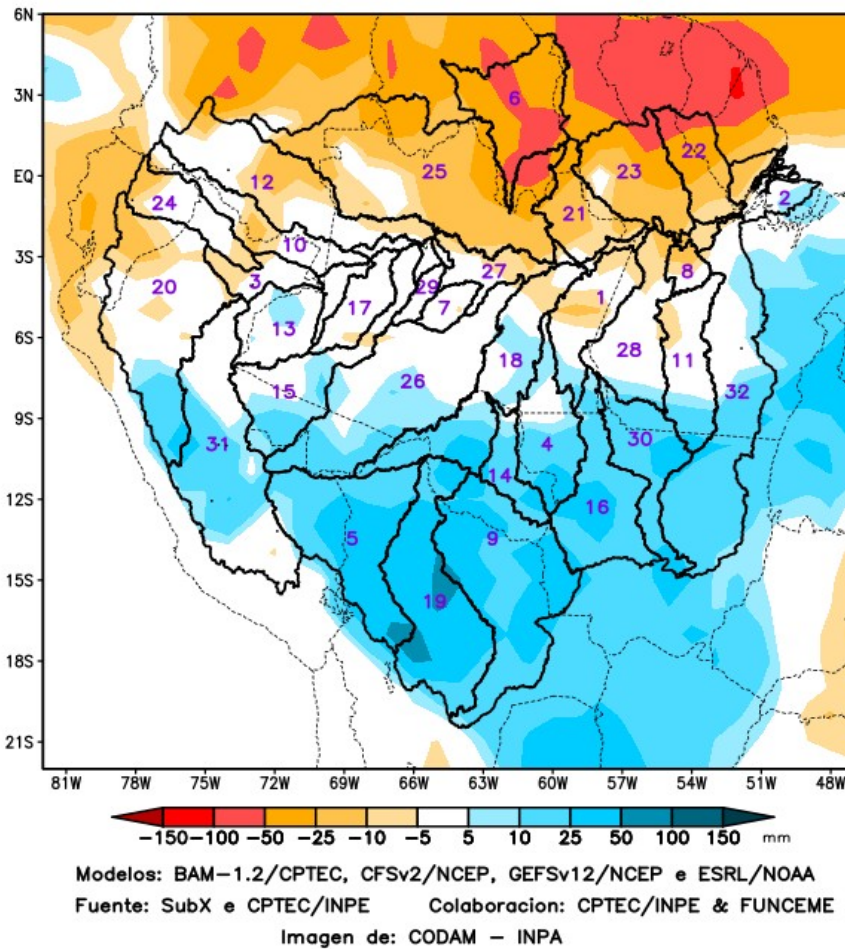 6N
3N
EQ
3S
6S
9S
12S
15S
18S
21S
6
25
23
22
12
2
24
21
10
27
8
3
20
29
1
17
7
13
28
11
18
15
26
32
31
4
30
14
16
5
9
19
81W 78W 75W 72W 69W 66W 63W 60W 57W 54W 51W 48W
-150 -100 -50 -25 -10 -5 5 10 25 50 100 150 mm
Modelos: BAM-1.2/CPTEC, CFSv2/NCEP, GEFSv12/NCEP e ESRL/NOAA
Fuente: SubX e CPTEC/INPE Colaboracion: CPTEC/INPE & FUNCEME
Imagen de: CODAM - INPA